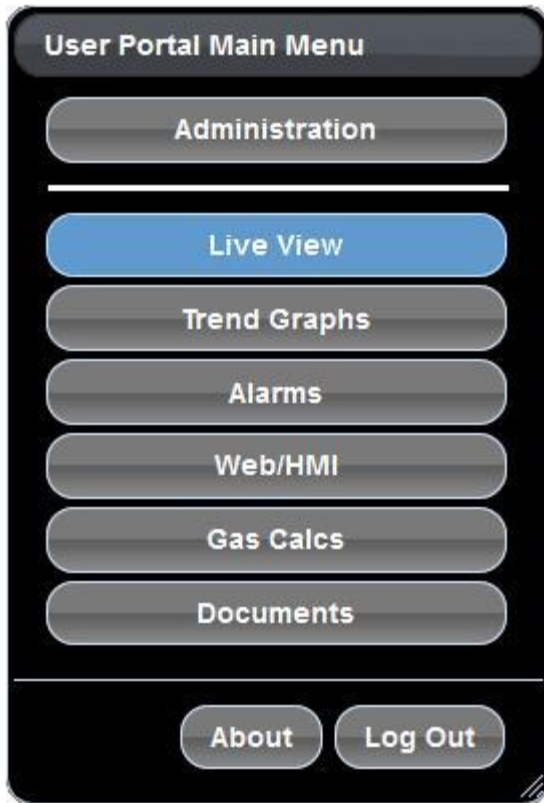 User Portal Main Menu
Administration
Live View
Trend Graphs
Alarms
Web/HMI
Gas Calcs
Documents
About Log Out